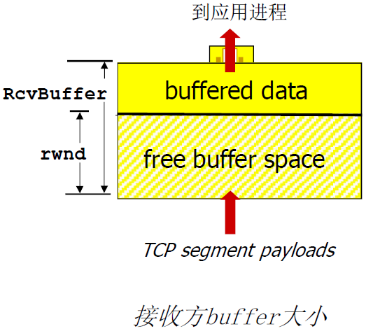 到应用进程
RcvBuffer
buffered data
rwnd
free buffer space
TCP segment payloads
接收方buffer大小